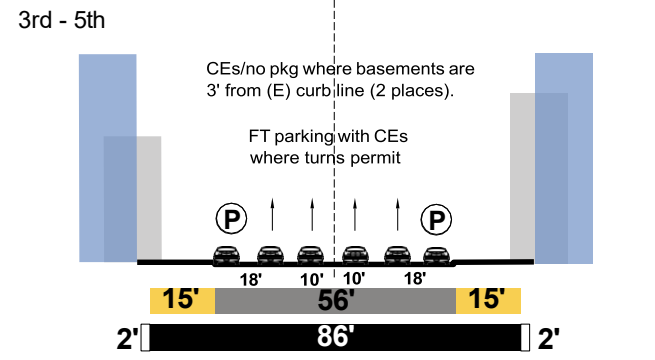 3rd - 5th
CEs/no pkg where basements are
3' from (E) curb line (2 places).
FT parking with CEs
where turns permit
P P
18' 10' 10' 18'
15' 56' 15'
2' 86' 2'